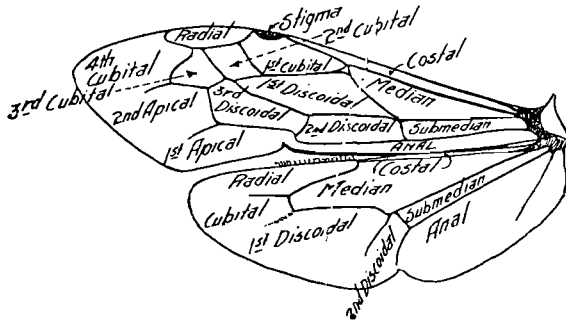 Stigma
2nd Cubital
Radial
4th Cubital
1st Cubital
Costal
3rd Cubital
2nd Apical
3rd Discoidal
1st Discoidal
Median
2nd Discoidal
Submedian
1st Apical
ANAL
Radial
(Costal)
Median
Cubital
Submedian
1st Discoidal
Anal
2nd Discoidal